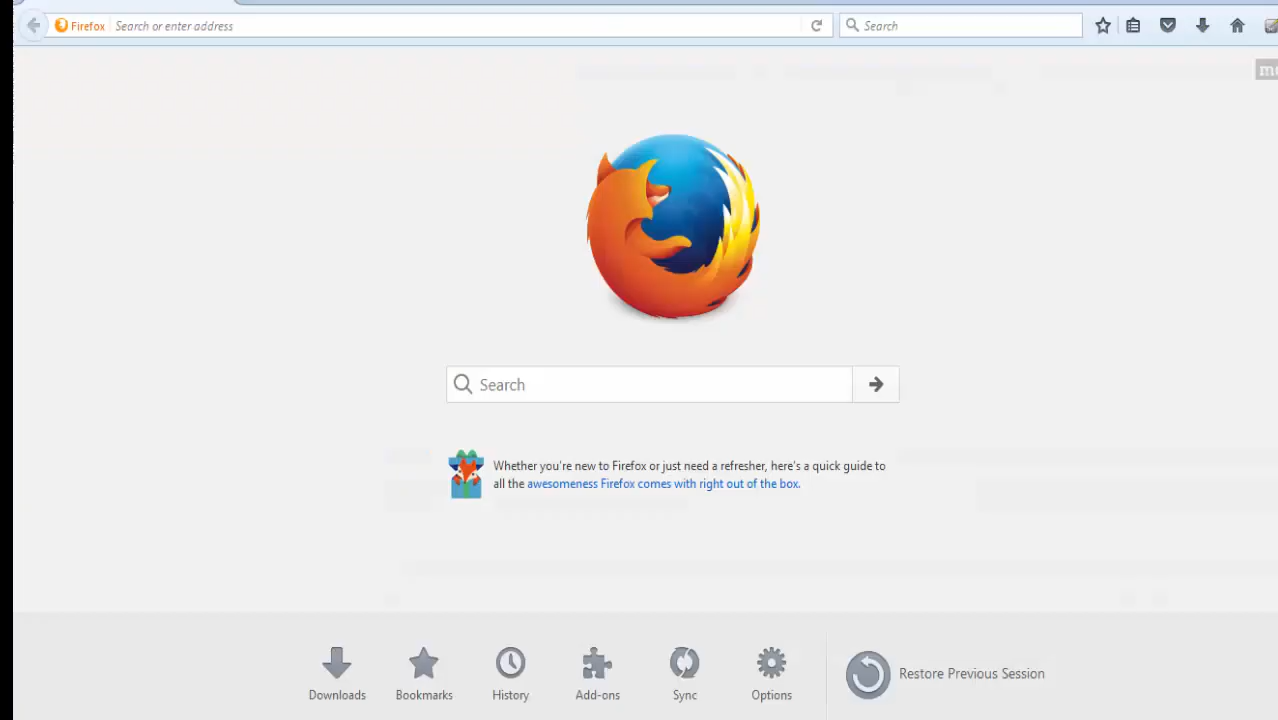 Firefox Search or enter address
Search
Search
Whether you're new to Firefox or just need a refresher, here's a quick guide to
all the awesomeness Firefox comes with right out of the box.
Downloads
Bookmarks
History
Add-ons
Sync
Options
Restore Previous Session